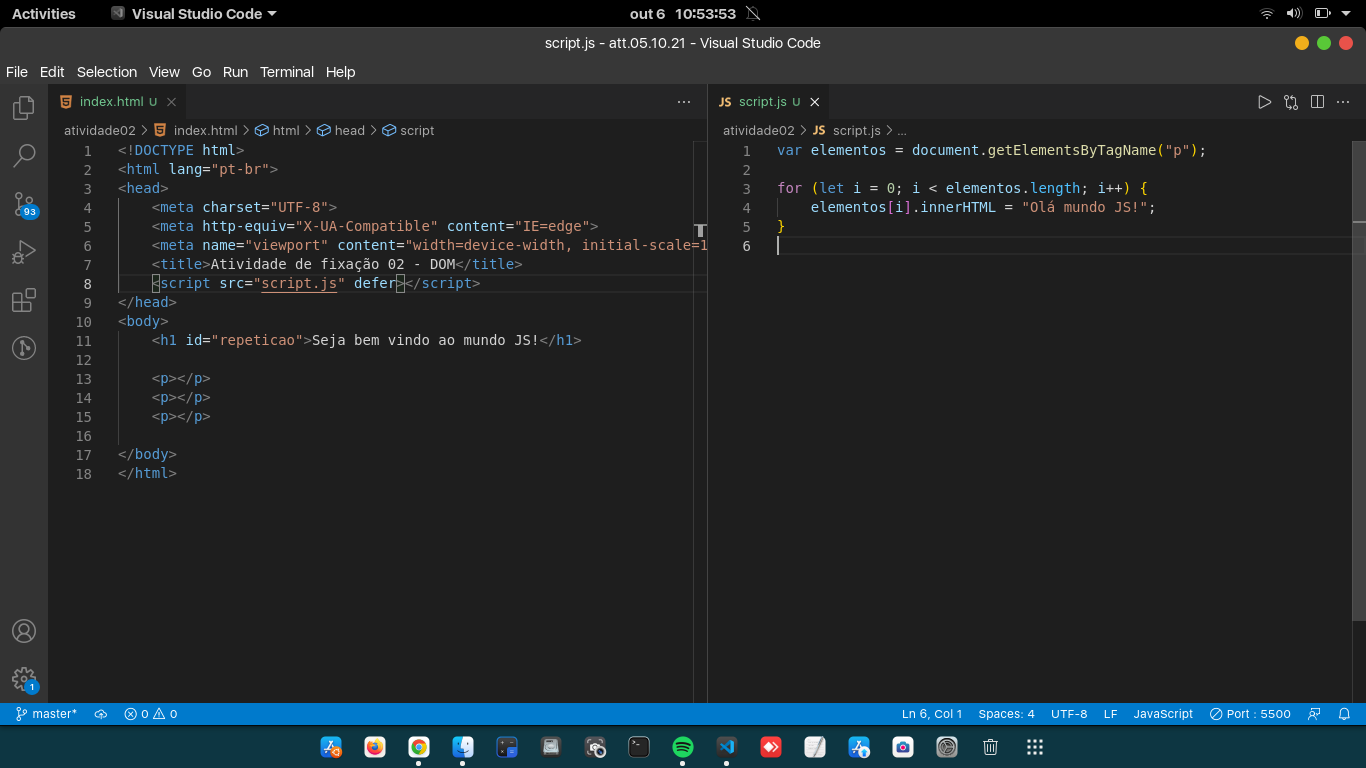 Activities Visual Studio Code out 6 10:53:53
script.js - att.05.10.21 - Visual Studio Code
File Edit Selection View Go Run Terminal Help
index.html U
atividade02 > index.html > html > head > script
1 <!DOCTYPE html>
2 <html lang="pt-br">
3 <head>
4 <meta charset="UTF-8">
5 <meta http-equiv="X-UA-Compatible" content="IE=edge">
6 <meta name="viewport" content="width=device-width, initial-scale=1
7 <title>Atividade de fixação 02 - DOM</title>
8 <script src="script.js" defer></script>
9 </head>
10 <body>
11 <h1 id="repeticao">Seja bem vindo ao mundo JS!</h1>
12
13 <p></p>
14 <p></p>
15 <p></p>
16
17 </body>
18 </html>
JS script.js U
atividade02 > JS script.js > ...
1 var elementos = document.getElementsByTagName("p");
2
3 for (let i = 0; i < elementos.length; i++) {
4 elementos[i].innerHTML = "Olá mundo JS!";
5 }
6
93
1
master* 0 0 Ln 6, Col 1 Spaces: 4 UTF-8 LF JavaScript Port : 5500